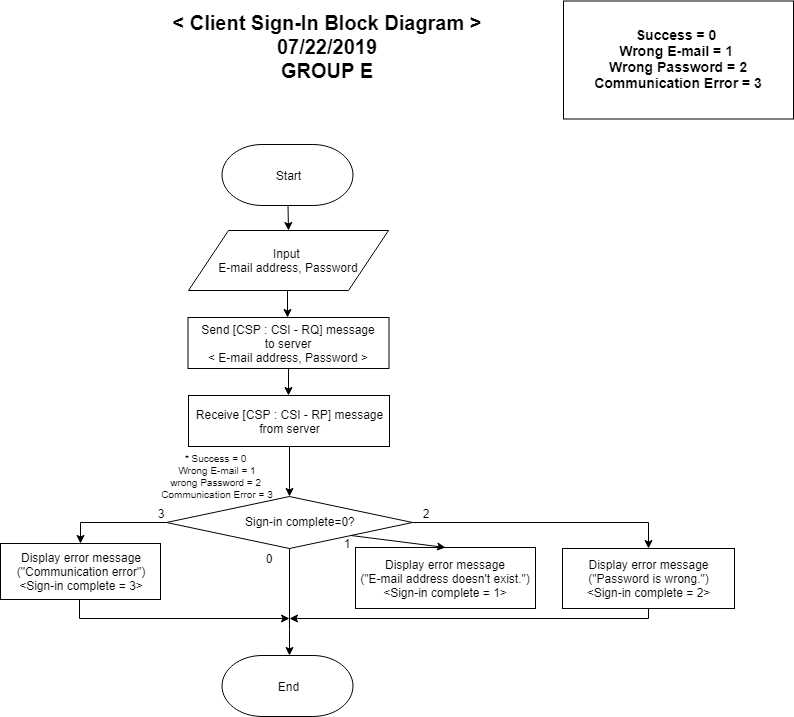 < Client Sign-In Block Diagram >
07/22/2019
GROUP E
Success = 0
Wrong E-mail = 1
Wrong Password = 2
Communication Error = 3
Start
Input
E-mail address, Password
Send [CSP : CSI - RQ] message
to server
< E-mail address, Password >
Receive [CSP : CSI - RP] message
from server
* Success = 0
Wrong E-mail = 1
wrong Password = 2
Communication Error = 3
3
Sign-in complete=0?
2
0
1
Display error message
("Communication error")
<Sign-in complete = 3>
Display error message
("E-mail address doesn't exist.")
<Sign-in complete = 1>
Display error message
("Password is wrong.")
<Sign-in complete = 2>
End